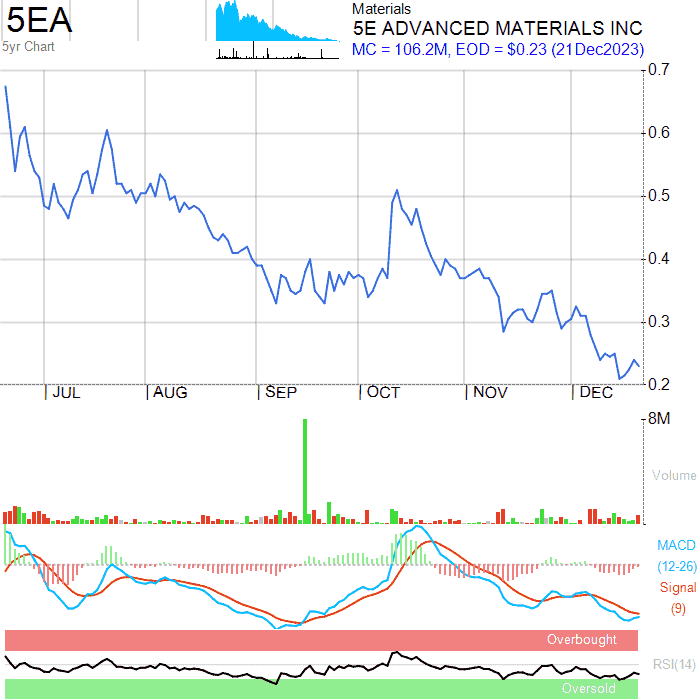 5EA
5yr Chart
Materials
5E ADVANCED MATERIALS INC
MC = 106.2M, EOD = $0.23 (21Dec2023)
0.7
0.6
0.5
0.4
0.3
0.2
JUL AUG SEP OCT NOV DEC
8M
Volume
MACD
(12-26)
Signal
(9)
Overbought
RSI(14)
Oversold